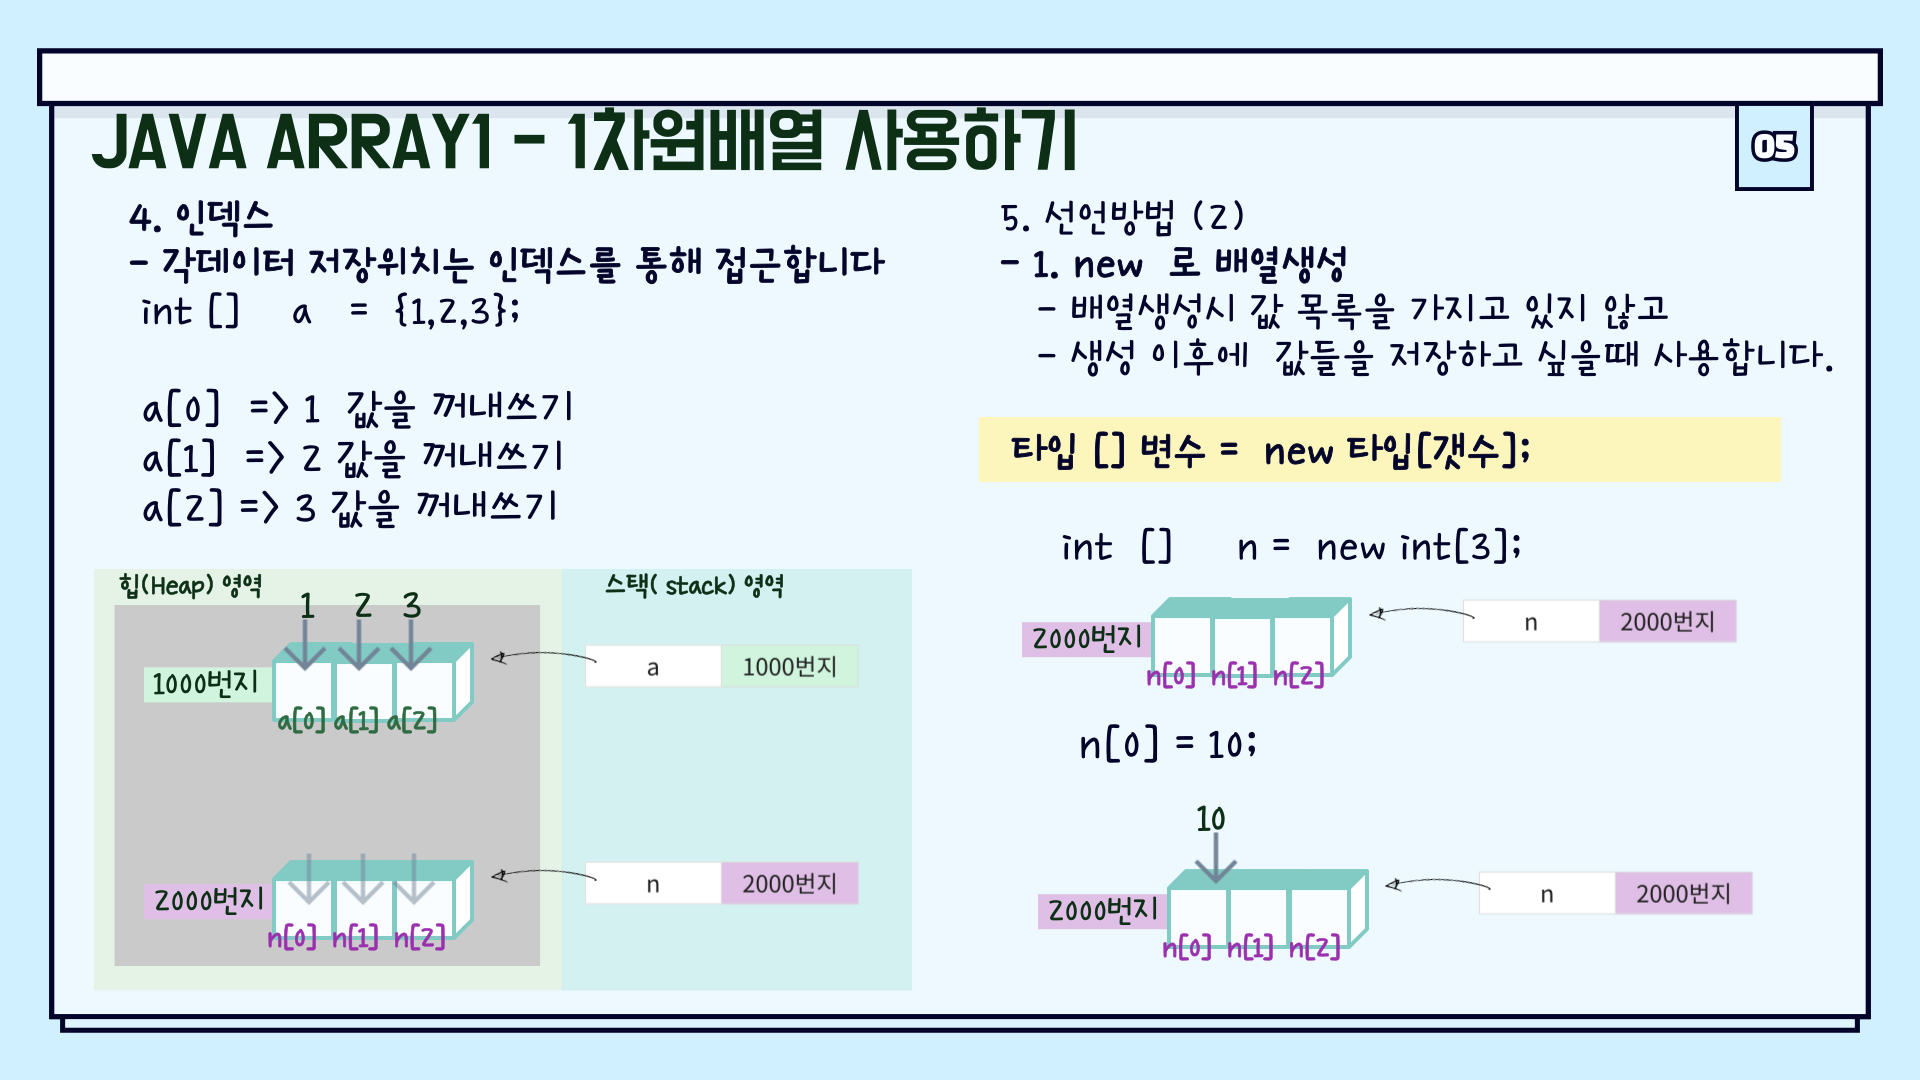 JAVA ARRAY1 - 1차원배열 사용하기
05
4. 인덱스
- 각데이터 저장위치는 인덱스를 통해 접근합니다
int [] a = {1,2,3};
a[0] => 1 값을 꺼내쓰기
a[1] => 2 값을 꺼내쓰기
a[2] => 3 값을 꺼내쓰기
힙(Heap) 영역
스택( stack) 영역
1 2 3
1000번지
a[0] a[1] a[2]
a 1000번지
2000번지
n[0] n[1] n[2]
n 2000번지
5. 선언방법 (2)
- 1. new 로 배열생성
- 배열생성시 값 목록을 가지고 있지 않고
- 생성 이후에 값들을 저장하고 싶을때 사용합니다.
타입 [] 변수 = new 타입[갯수];
int [] n = new int[3];
2000번지
n[0] n[1] n[2]
n 2000번지
n[0] = 10;
10
2000번지
n[0] n[1] n[2]
n 2000번지